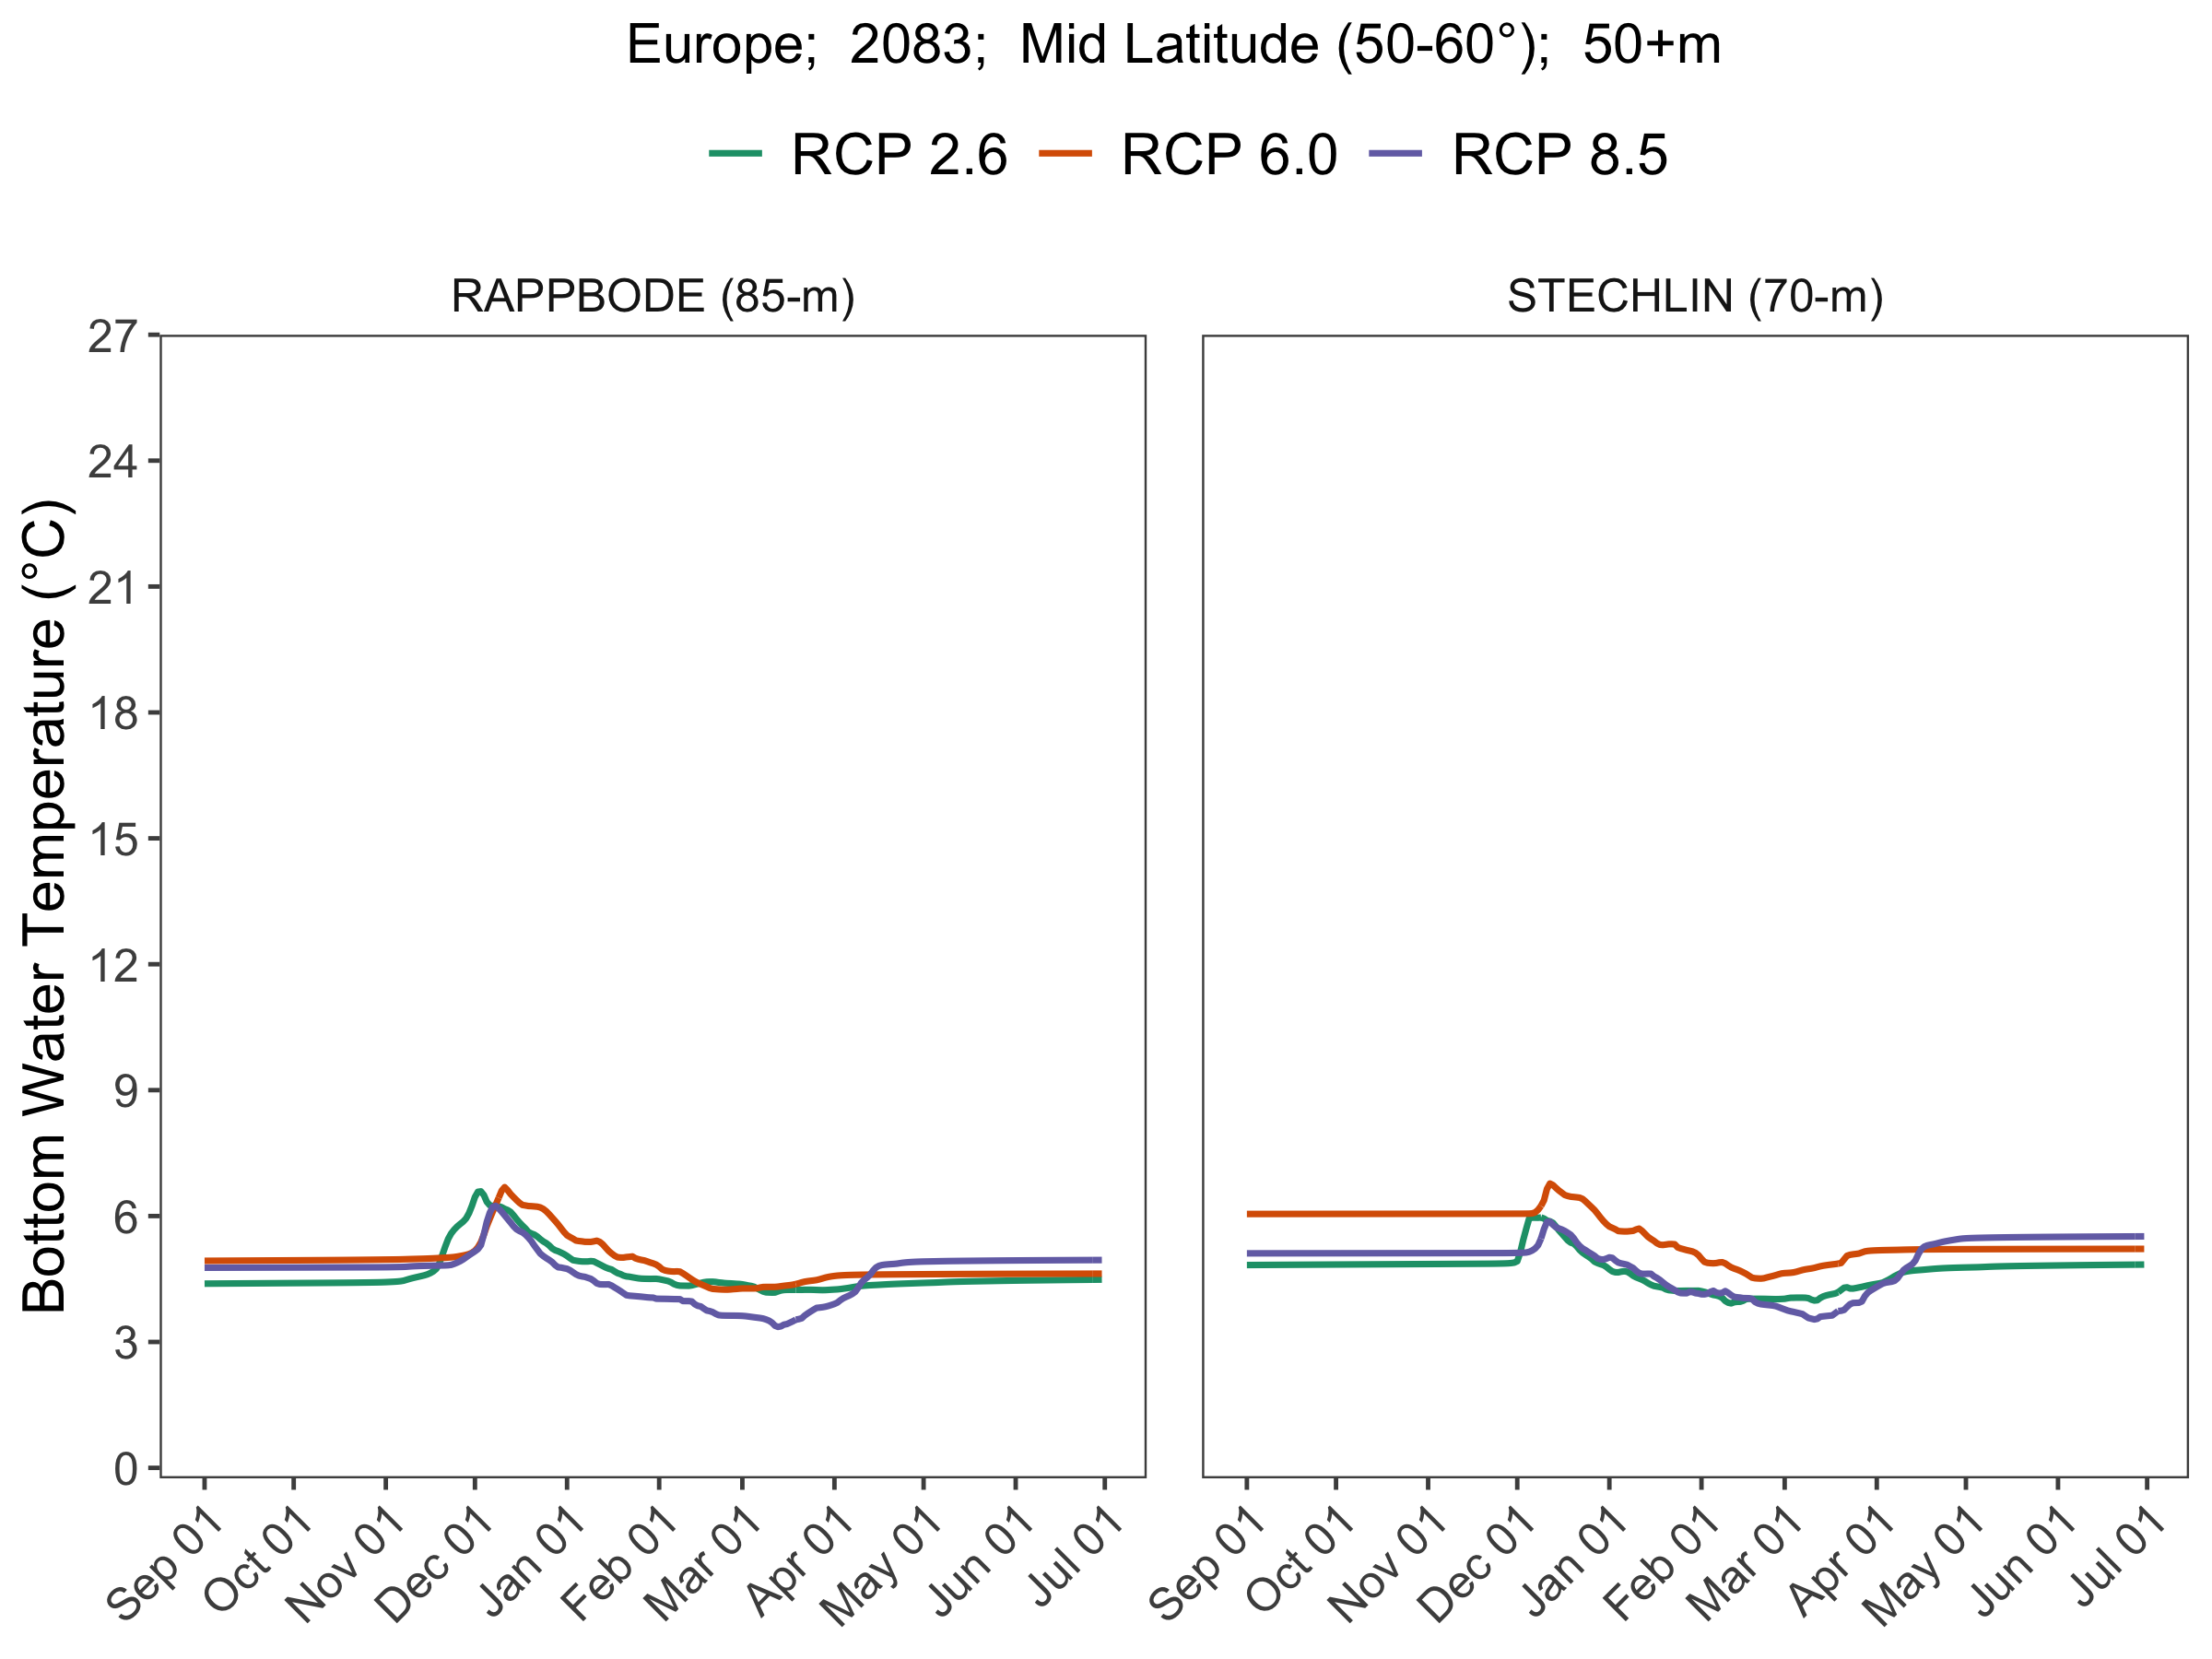 Europe; 2083; Mid Latitude (50-60°); 50+m
RCP 2.6 RCP 6.0 RCP 8.5
RAPPBODE (85-m) STECHLIN (70-m)
Bottom Water Temperature (°C)
27
24
21
18
15
12
9
6
3
0
Sep 01 Oct 01 Nov 01 Dec 01 Jan 01 Feb 01 Mar 01 Apr 01 May 01 Jun 01 Jul 01 Sep 01 Oct 01 Nov 01 Dec 01 Jan 01 Feb 01 Mar 01 Apr 01 May 01 Jun 01 Jul 01